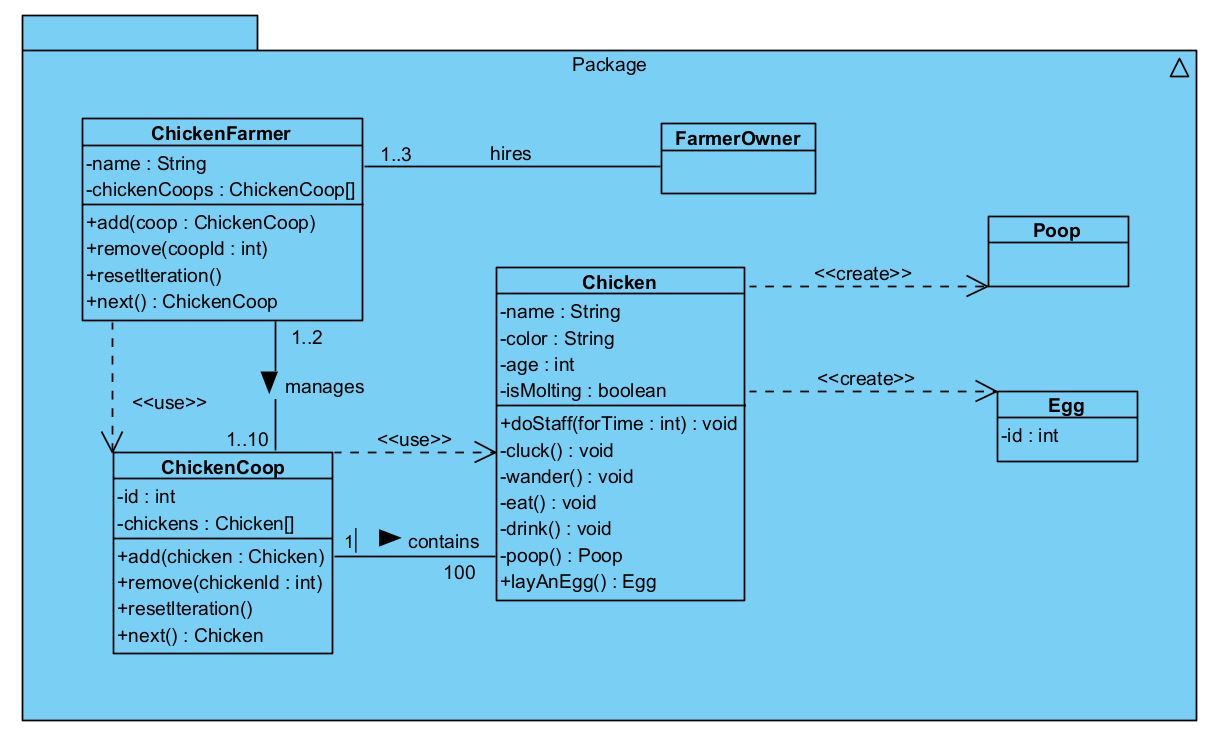 Package
ChickenFarmer
-name : String
-chickenCoops : ChickenCoop[]
+add(coop : ChickenCoop)
+remove(coopId : int)
+resetIteration()
+next() : ChickenCoop
1..3
hires
FarmerOwner
Poop
<<create>>
Chicken
-name : String
-color : String
-age : int
-isMolting : boolean
+doStaff(forTime : int) : void
-cluck() : void
-wander() : void
-eat() : void
-drink() : void
-poop() : Poop
+layAnEgg() : Egg
<<create>>
Egg
-id : int
1..2
manages
<<use>>
1..10
<<use>>
ChickenCoop
-id : int
-chickens : Chicken[]
+add(chicken : Chicken)
+remove(chickenId : int)
+resetIteration()
+next() : Chicken
1
contains
100